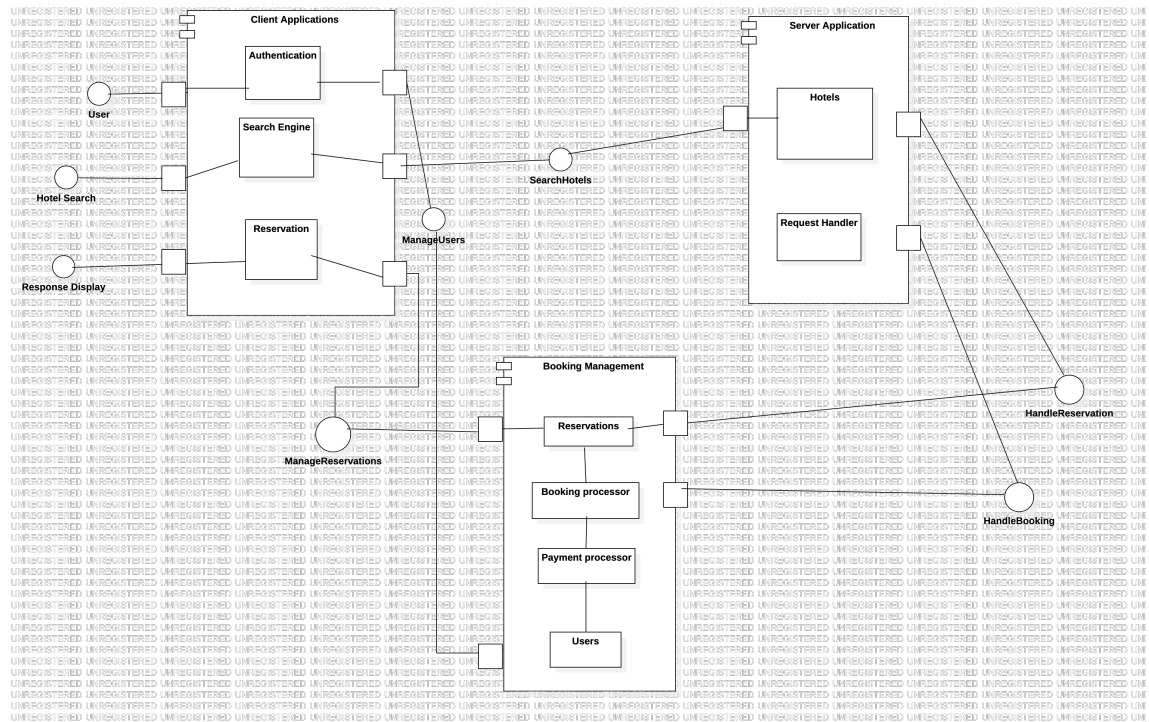 Client Applications
Server Application
Authentication
User
Hotels
Search Engine
SearchHotels
Hotel Search
Reservation
Request Handler
ManageUsers
Response Display
Booking Management
HandleReservation
Reservations
ManageReservations
Booking processor
HandleBooking
Payment processor
Users
UNREGISTERED